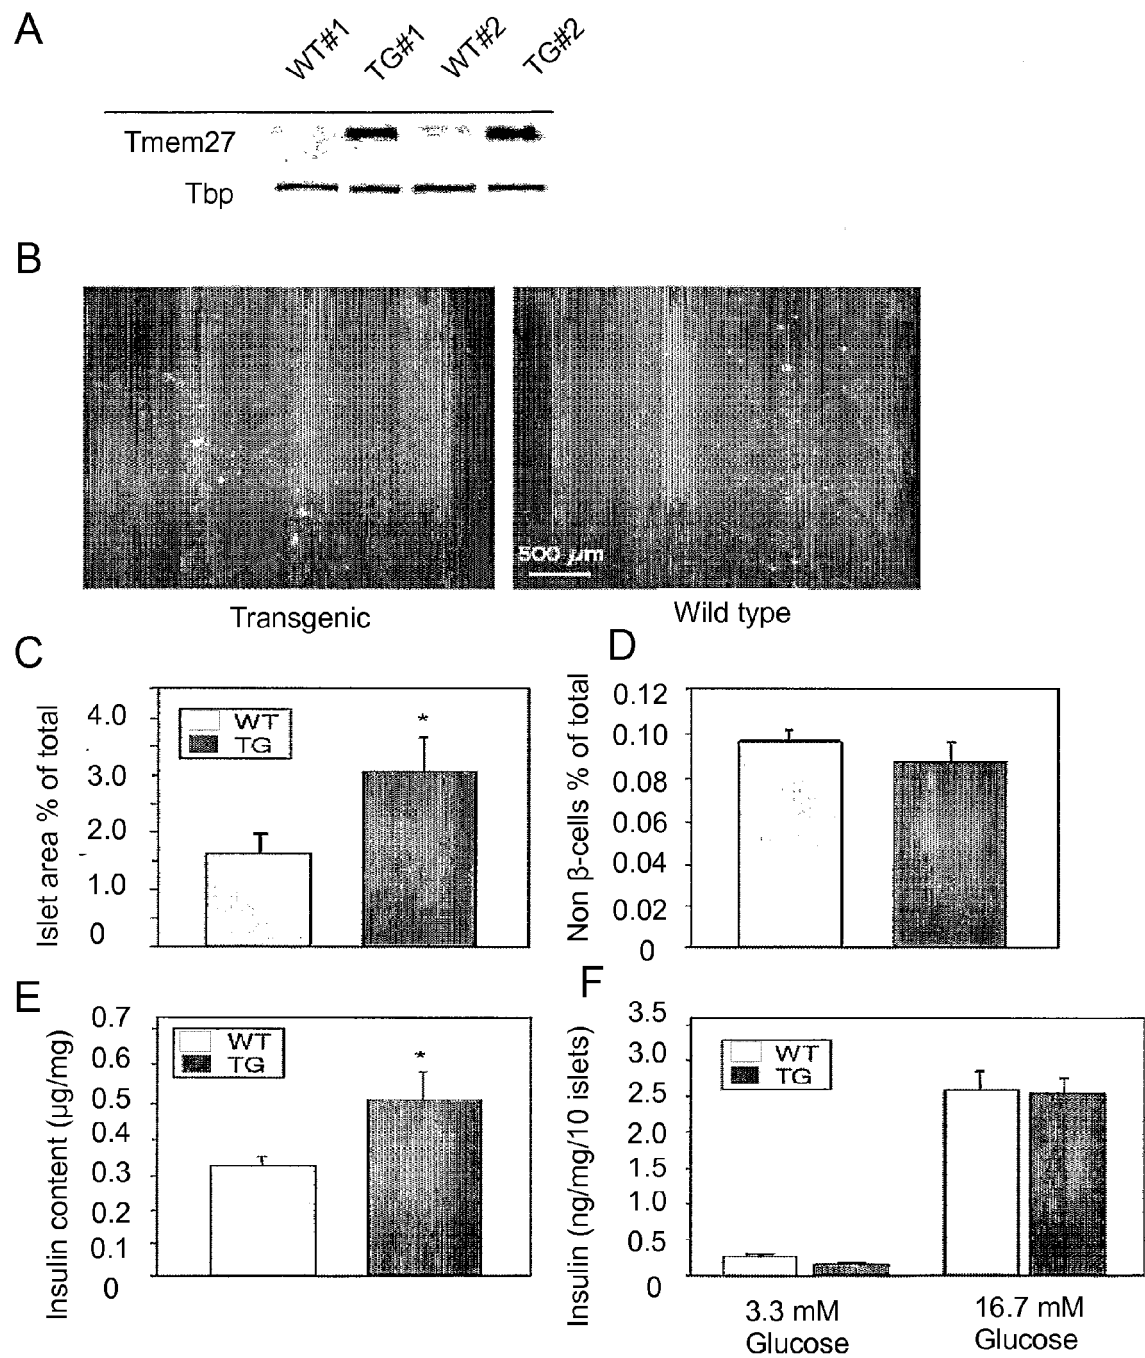 A
WT#1 TG#1 WT#2 TG#2
Tmem27
Tbp
B
500 µm
Transgenic
Wild type
C
Islet area % of total
4.0
3.0
2.0
1.0
0
WT
TG
*
D
Non β-cells % of total
0.12
0.10
0.08
0.06
0.04
0.02
0
E
Insulin content (µg/mg)
0.7
0.6
0.5
0.4
0.3
0.2
0.1
0
WT
TG
*
F
Insulin (ng/mg/10 islets)
3.5
3.0
2.5
2.0
1.5
1.0
0.5
0
WT
TG
3.3 mM
Glucose
16.7 mM
Glucose